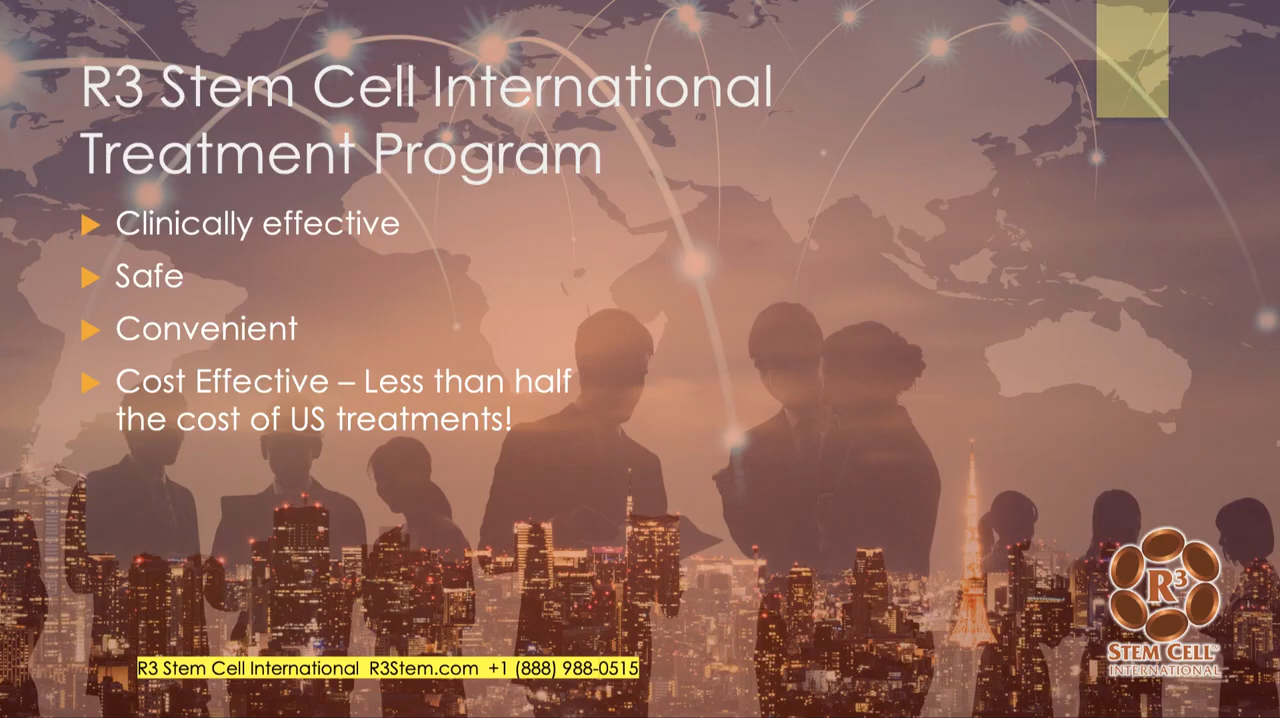 R3 Stem Cell International
Treatment Program
Clinically effective
Safe
Convenient
Cost Effective – Less than half
the cost of US treatments!
R3 Stem Cell International R3Stem.com +1 (888) 988-0515
R3
STEM CELL
INTERNATIONAL